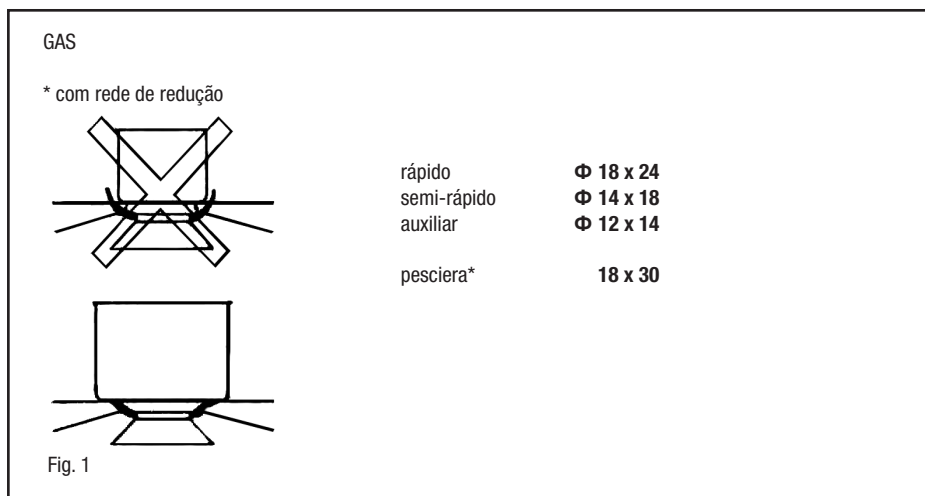 GAS
* com rede de redução
rápido Φ 18 x 24
semi-rápido Φ 14 x 18
auxiliar Φ 12 x 14
pesciera* 18 x 30
Fig. 1